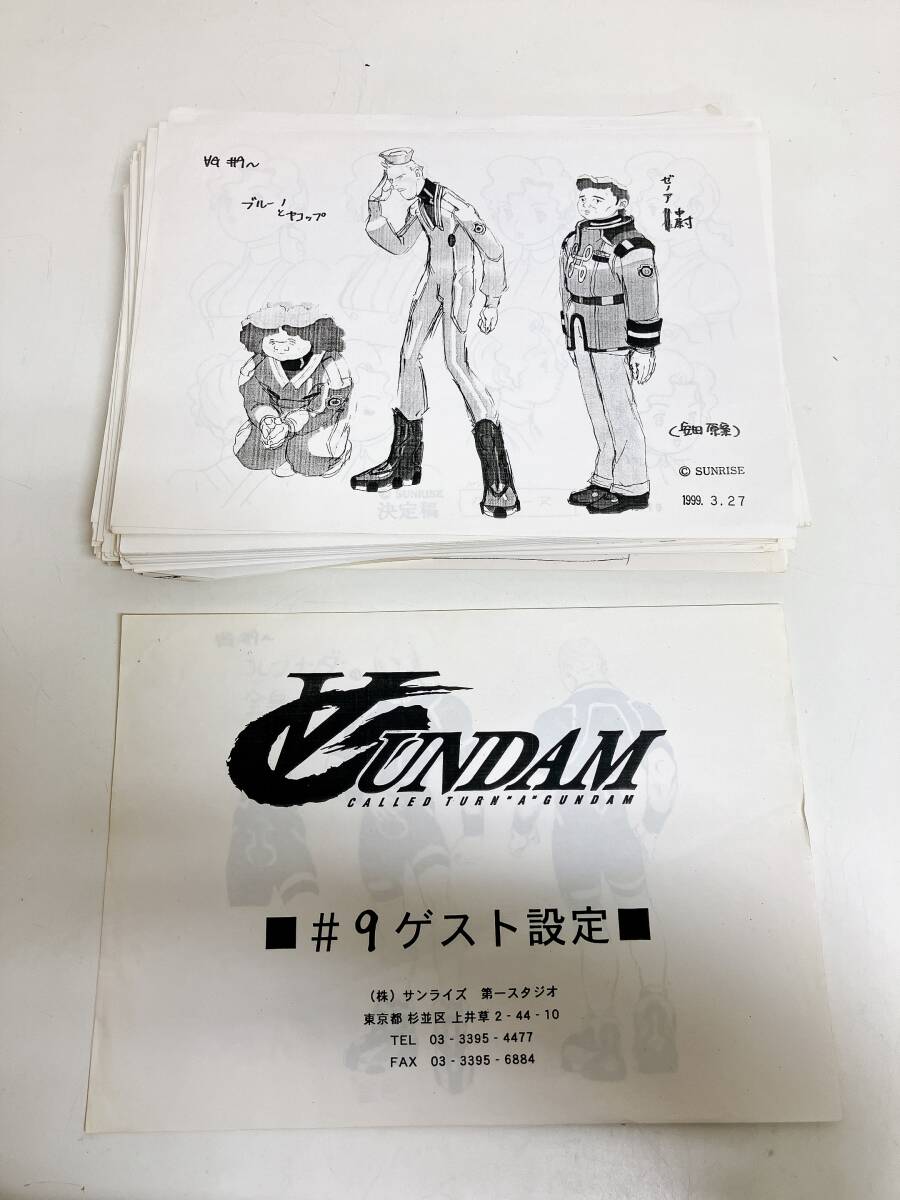 ∀G #9〜
ブルーノ
とヤコップ
ゼノア
中尉
(安田 原案)
© SUNRISE
1999. 3. 27
© SUNRISE
決定稿
∀GUNDAM
CALLED TURN "A" GUNDAM
■ #9 ゲスト設定 ■
(株) サンライズ 第一スタジオ
東京都 杉並区 上井草 2 - 44 - 10
TEL 03 - 3395 - 4477
FAX 03 - 3395 - 6884